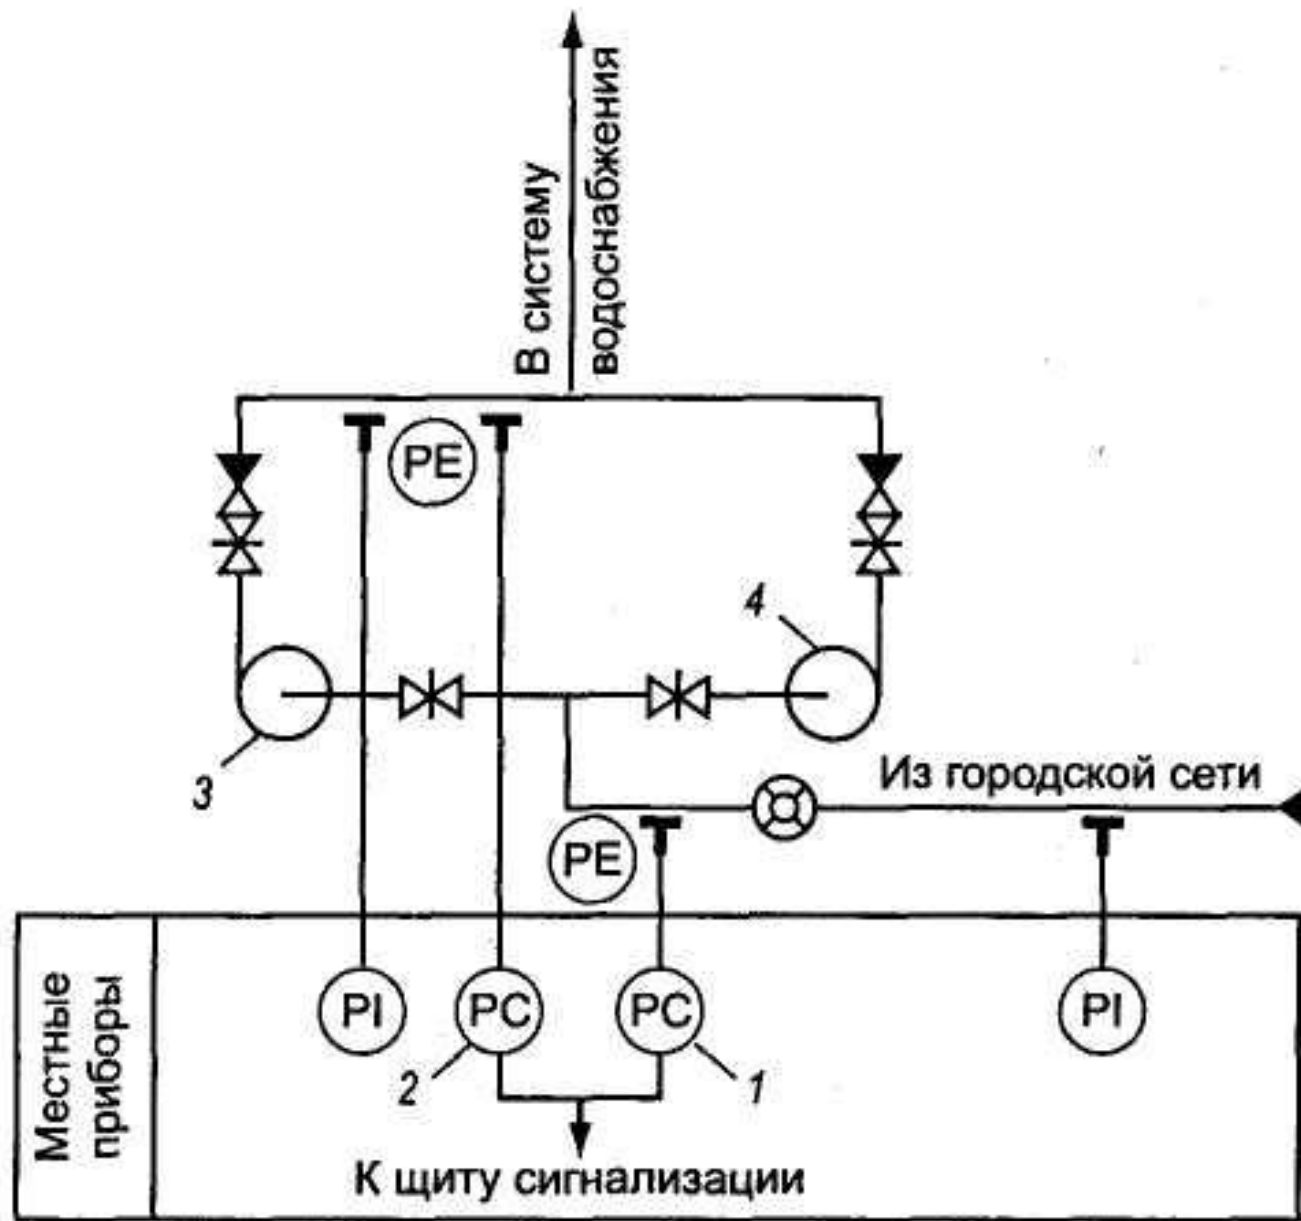 В систему
водоснабжения
PE
4
3
Из городской сети
PE
Местные
приборы
PI
PC
PC
PI
2
1
К щиту сигнализации